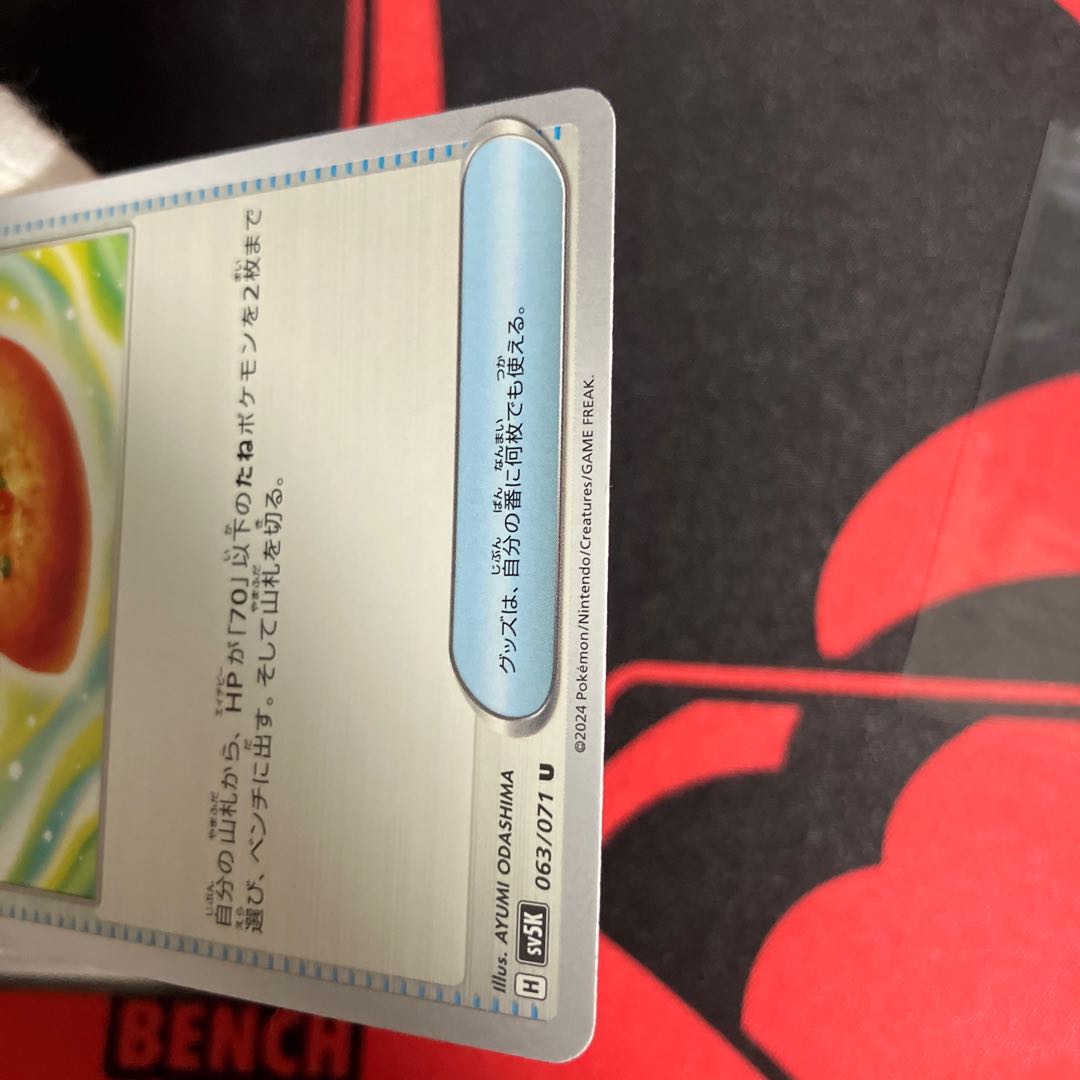 自分の山札から、HPが「70」以下のたねポケモンを2枚まで
選び、ベンチに出す。そして山札を切る。
グッズは、自分の番に何枚でも使える。
Illus. AYUMI ODASHIMA
H sv5K 063/071 U
©2024 Pokémon/Nintendo/Creatures/GAME FREAK.
BENCH